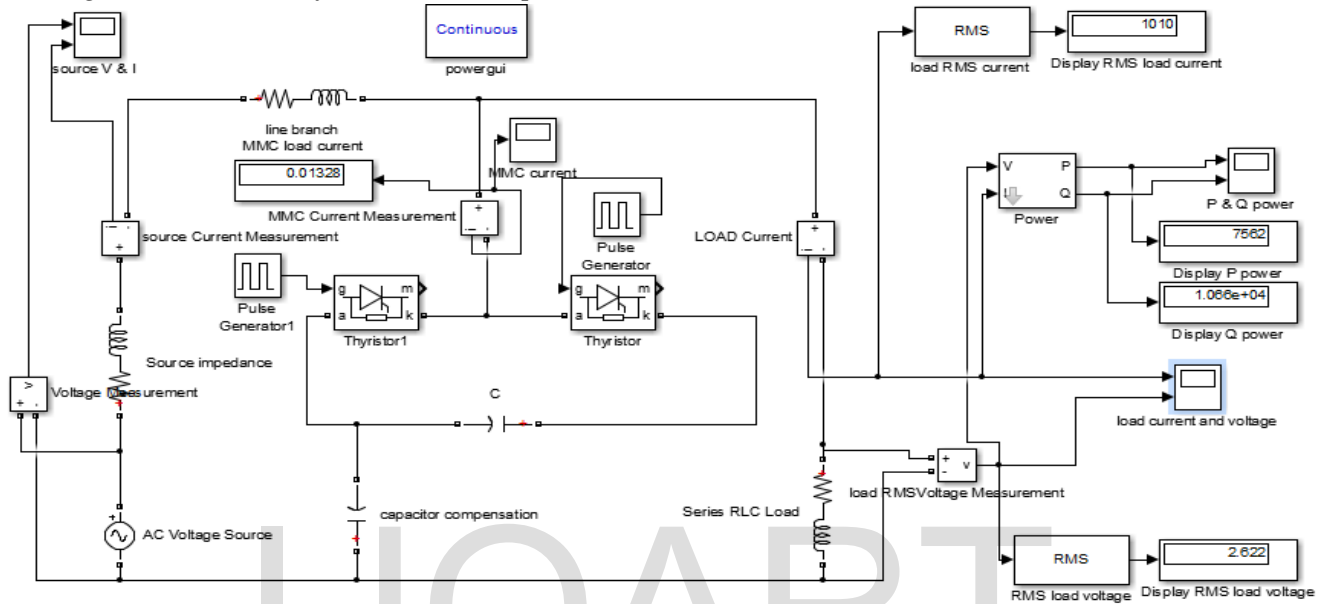 source V & I
Continuous
powergui
RMS
load RMS current
1010
Display RMS load current
line branch
MMC load current
0.01328
MMC current
MMC Current Measurement
source Current Measurement
Pulse
Generator
LOAD Current
V
P
I
Q
Power
P & Q power
7562
Display P power
1.066e+04
Display Q power
Pulse
Generator1
g
m
a
k
Thyristor1
g
m
a
k
Thyristor
Source impedance
Voltage Measurement
C
load current and voltage
v
load RMSVoltage Measurement
Series RLC Load
capacitor compensation
AC Voltage Source
RMS
RMS load voltage
2.622
Display RMS load voltage